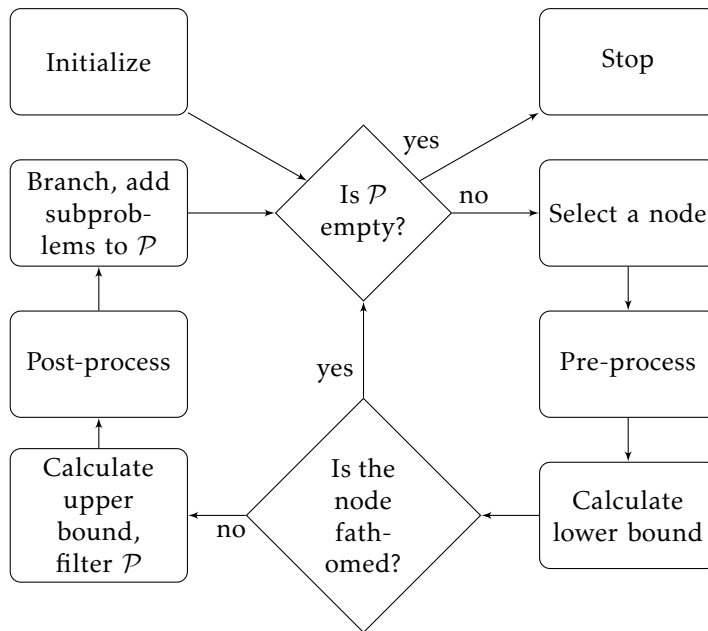 Initialize
Stop
yes
Branch, add
subprob-
lems to 𝒫
Is 𝒫
empty?
no
Select a node
Post-process
yes
Pre-process
Calculate
upper
bound,
filter 𝒫
no
Is the
node
fath-
omed?
Calculate
lower bound